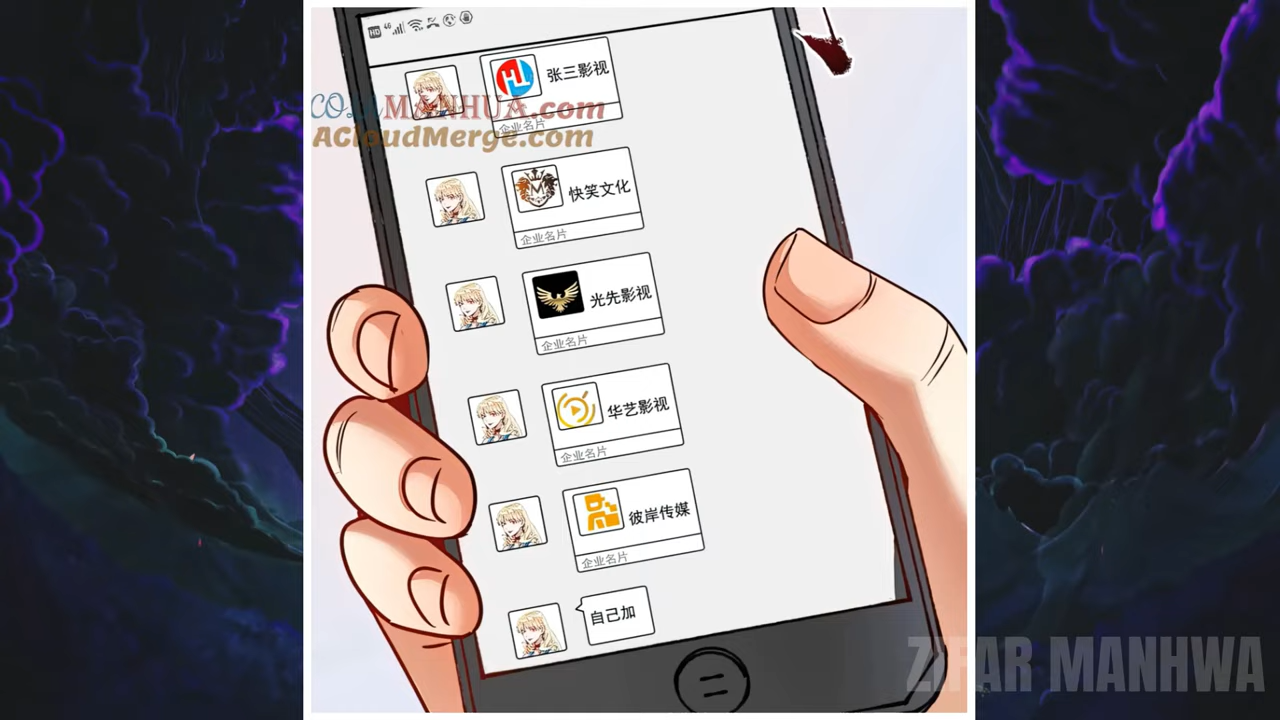 HD 4G
张三影视
企业名片
COLAMANHUA.com
ACloudMerge.com
快笑文化
企业名片
光先影视
企业名片
华艺影视
企业名片
彼岸传媒
企业名片
自己加
ZIFAR MANHWA